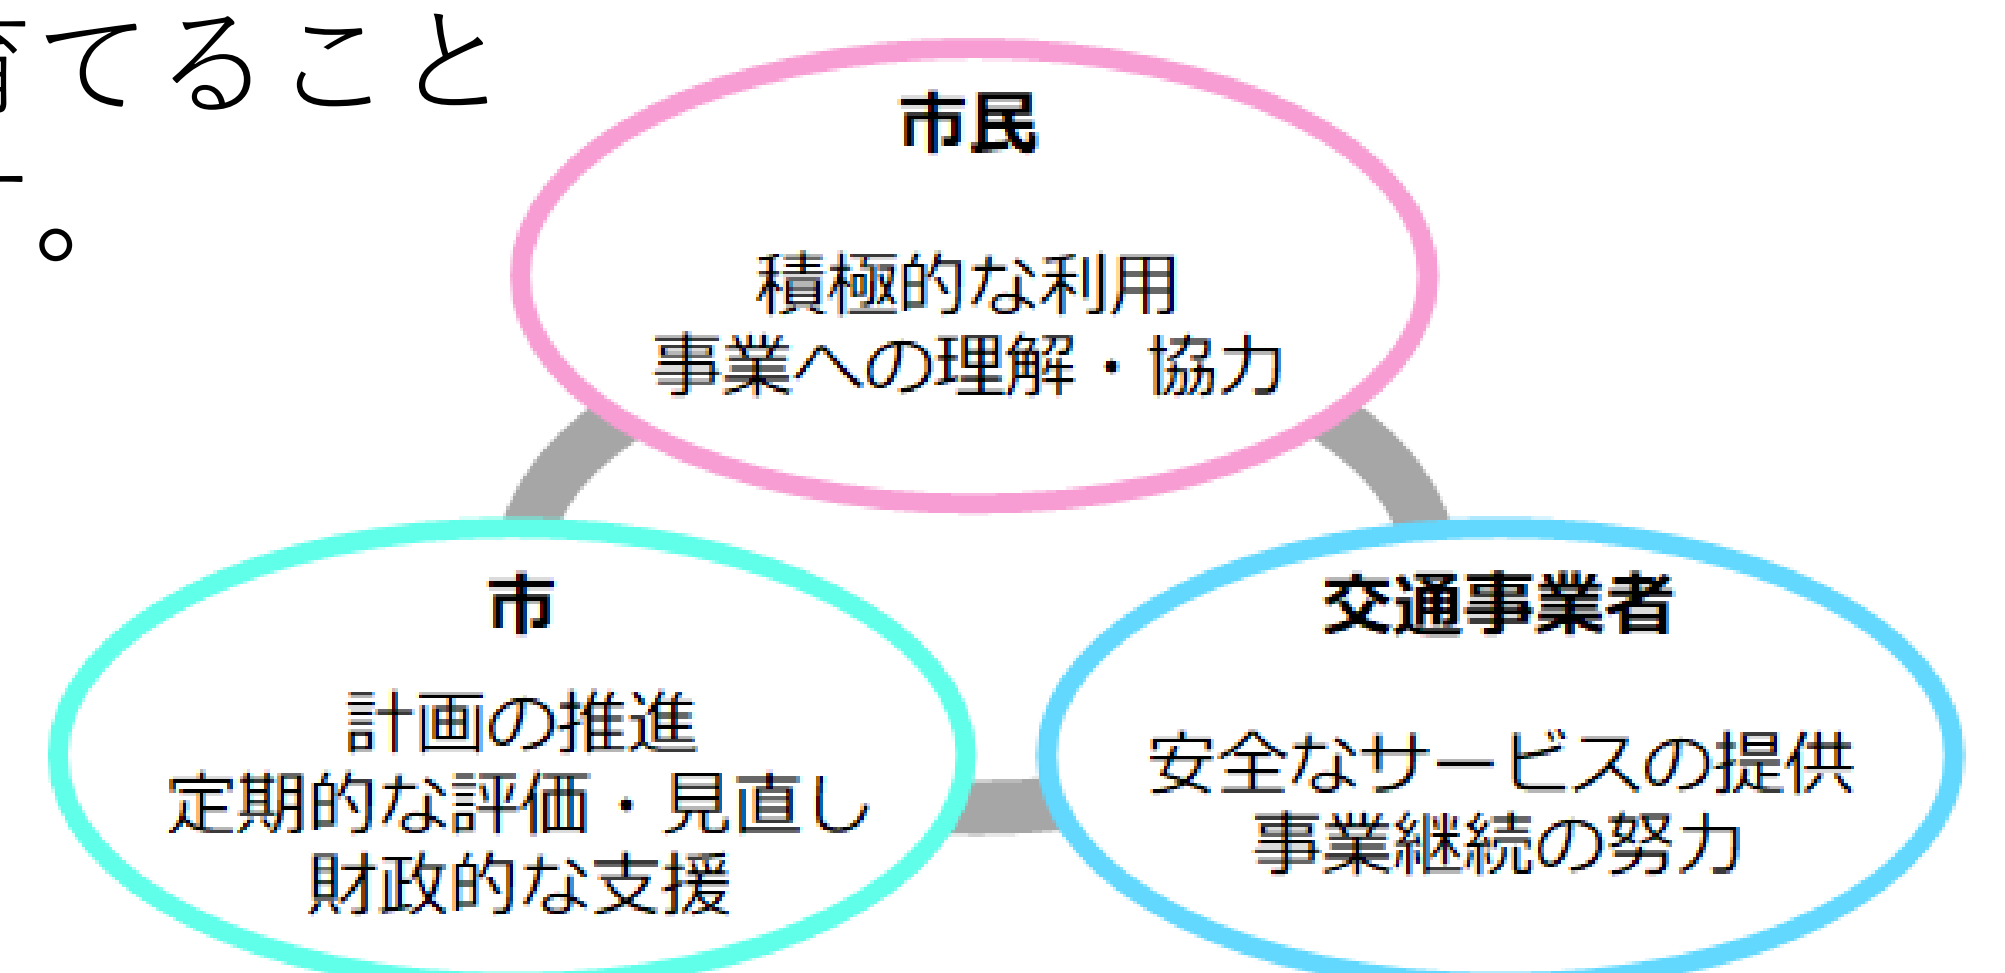 育てること
。
市民
積極的な利用
事業への理解・協力
市
計画の推進
定期的な評価・見直し
財政的な支援
交通事業者
安全なサービスの提供
事業継続の努力